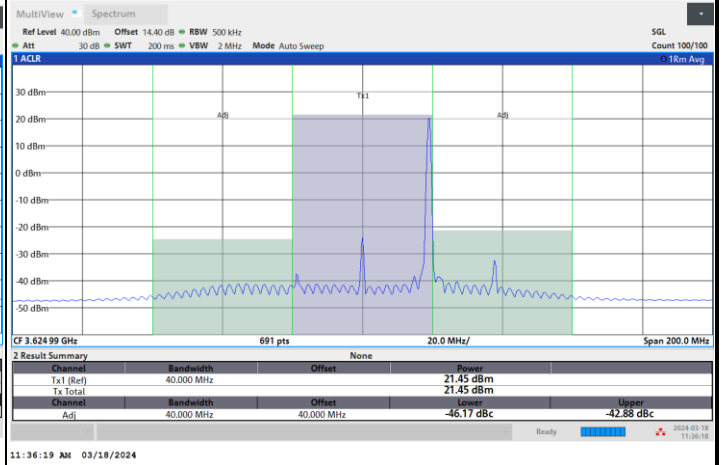 MultiView Spectrum
Ref Level 40.00 dBm Offset 14.40 dB RBW 500 kHz SGL
Att 30 dB SWT 200 ms VBW 2 MHz Mode Auto Sweep Count 100/100
1 ACLR 1Rm Avg
30 dBm
Tx1
Adj Adj
20 dBm
10 dBm
0 dBm
-10 dBm
-20 dBm
-30 dBm
-40 dBm
-50 dBm
CF 3.624 99 GHz 691 pts 20.0 MHz/ Span 200.0 MHz
2 Result Summary None
Channel Bandwidth Offset Power
Tx1 (Ref) 40.000 MHz 21.45 dBm
Tx Total 21.45 dBm
Channel Bandwidth Offset Lower Upper
Adj 40.000 MHz 40.000 MHz -46.17 dBc -42.88 dBc
Ready 2024-03-18
11:36:18
11:36:19 AM 03/18/2024